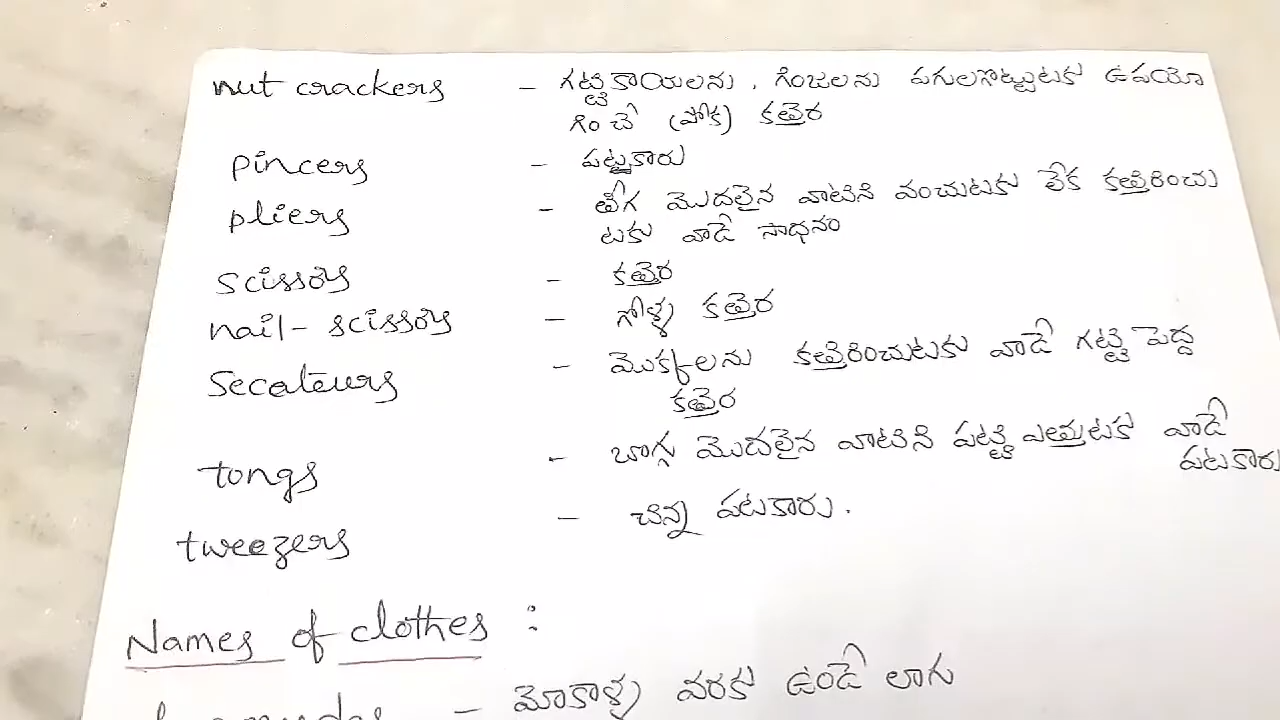 nut crackers - గట్టికాయలను, గింజలను పగులగొట్టుటకు ఉపయో
గించే (పోక) కత్తెర
pincers - పట్టుకారు
pliers - తీగ మొదలైన వాటిని వంచుటకు లేక కత్తిరించు
టకు వాడే సాధనం
scissors - కత్తెర
nail-scissors - గోళ్ళ కత్తెర
Secateurs - మొక్కలను కత్తిరించుటకు వాడే గట్టి పెద్ద
కత్తెర
tongs - బొగ్గు మొదలైన వాటిని పట్టి ఎత్తుటకు వాడే
పటకారు
tweezers - చిన్న పటకారు.
Names of clothes :
- మోకాళ్ళ వరకు ఉండే లాగు